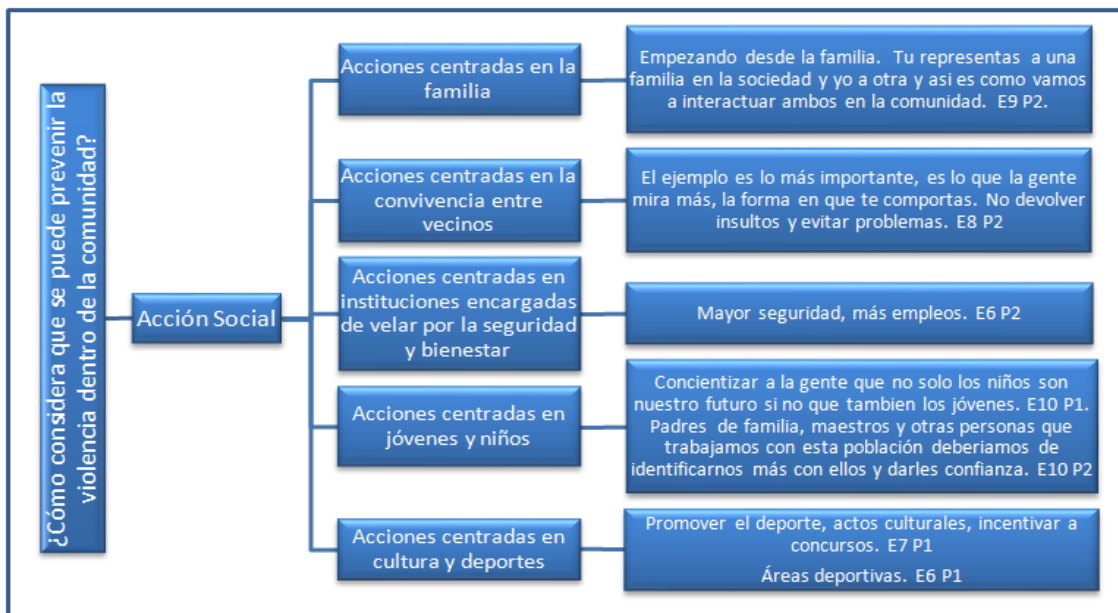 ¿Cómo considera que se puede prevenir la
violencia dentro de la comunidad?
Acción Social
Acciones centradas en la
familia
Empezando desde la familia. Tu representas a una
familia en la sociedad y yo a otra y asi es como vamos
a interactuar ambos en la comunidad. E9 P2.
Acciones centradas en la
convivencia entre
vecinos
El ejemplo es lo más importante, es lo que la gente
mira más, la forma en que te comportas. No devolver
insultos y evitar problemas. E8 P2
Acciones centradas en
instituciones encargadas
de velar por la seguridad
y bienestar
Mayor seguridad, más empleos. E6 P2
Acciones centradas en
jóvenes y niños
Concientizar a la gente que no solo los niños son
nuestro futuro si no que tambien los jóvenes. E10 P1.
Padres de familia, maestros y otras personas que
trabajamos con esta población deberiamos de
identificarnos más con ellos y darles confianza. E10 P2
Acciones centradas en
cultura y deportes
Promover el deporte, actos culturales, incentivar a
concursos. E7 P1
Áreas deportivas. E6 P1